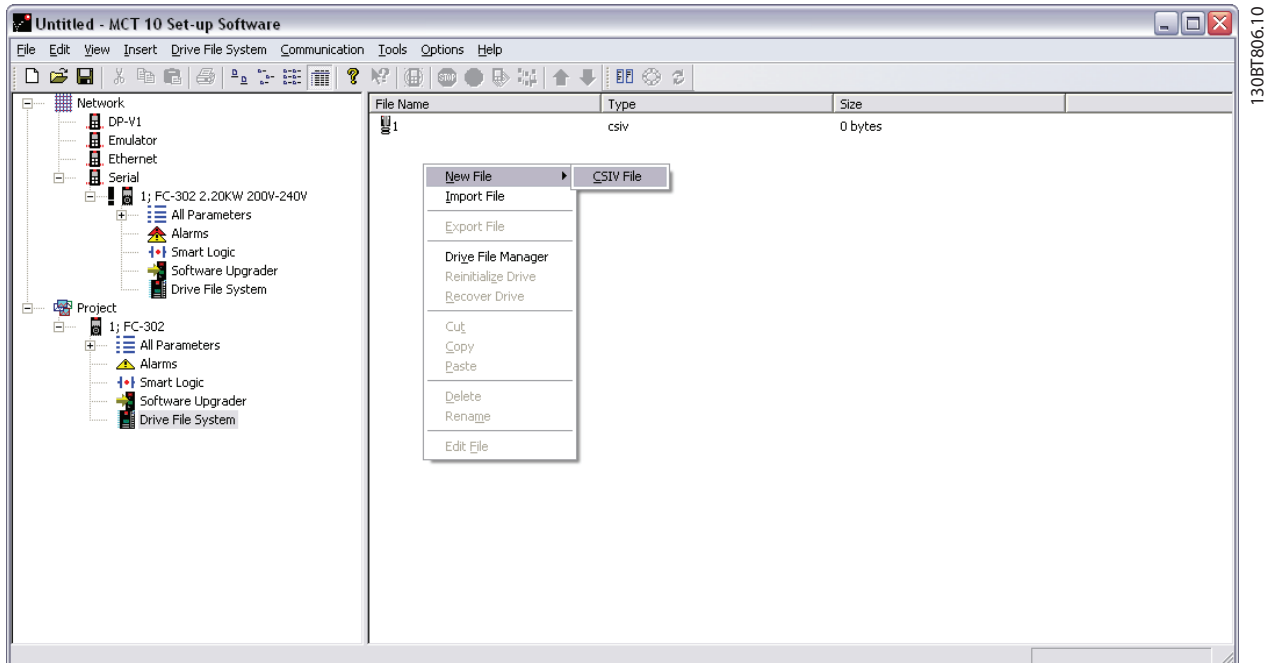 Untitled - MCT 10 Set-up Software
File Edit View Insert Drive File System Communication Tools Options Help
STOP
Network
DP-V1
Emulator
Ethernet
Serial
1; FC-302 2.20KW 200V-240V
All Parameters
Alarms
Smart Logic
Software Upgrader
Drive File System
Project
1; FC-302
All Parameters
Alarms
Smart Logic
Software Upgrader
Drive File System
File Name Type Size
1 csiv 0 bytes
New File CSIV File
Import File
Export File
Drive File Manager
Reinitialize Drive
Recover Drive
Cut
Copy
Paste
Delete
Rename
Edit File
130BT806.10